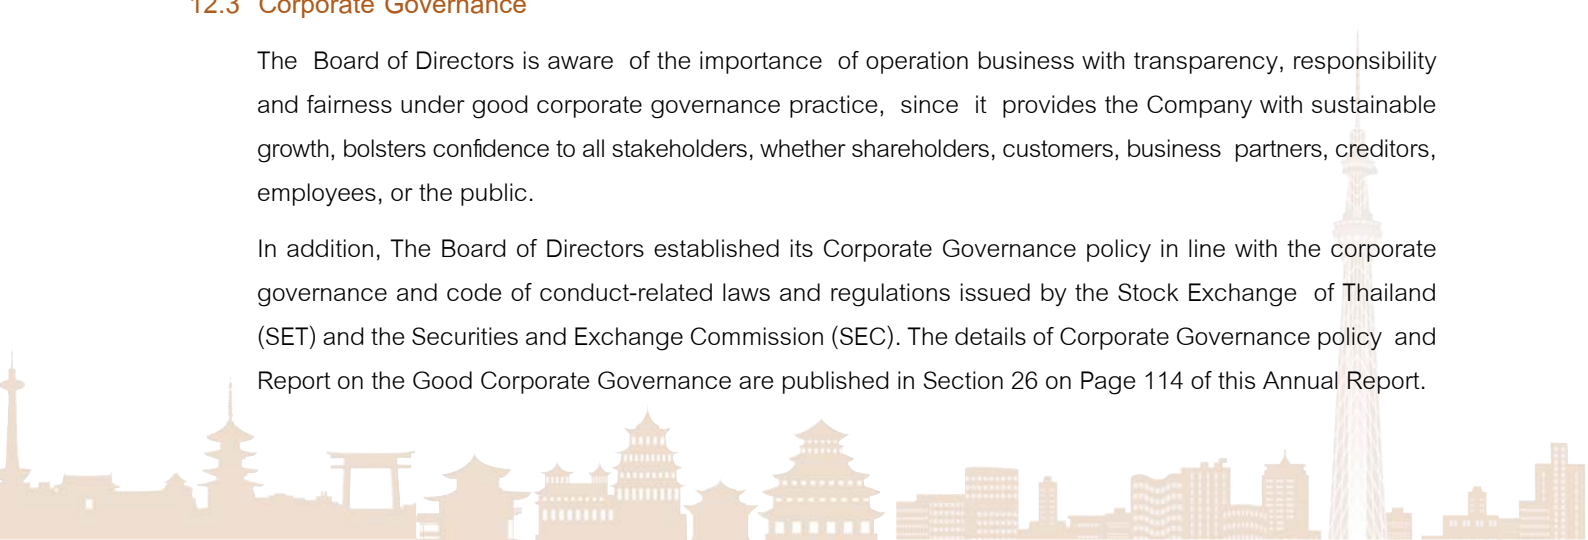 12.3 Corporate Governance
The Board of Directors is aware of the importance of operation business with transparency, responsibility
and fairness under good corporate governance practice, since it provides the Company with sustainable
growth, bolsters confidence to all stakeholders, whether shareholders, customers, business partners, creditors,
employees, or the public.
In addition, The Board of Directors established its Corporate Governance policy in line with the corporate
governance and code of conduct-related laws and regulations issued by the Stock Exchange of Thailand
(SET) and the Securities and Exchange Commission (SEC). The details of Corporate Governance policy and
Report on the Good Corporate Governance are published in Section 26 on Page 114 of this Annual Report.